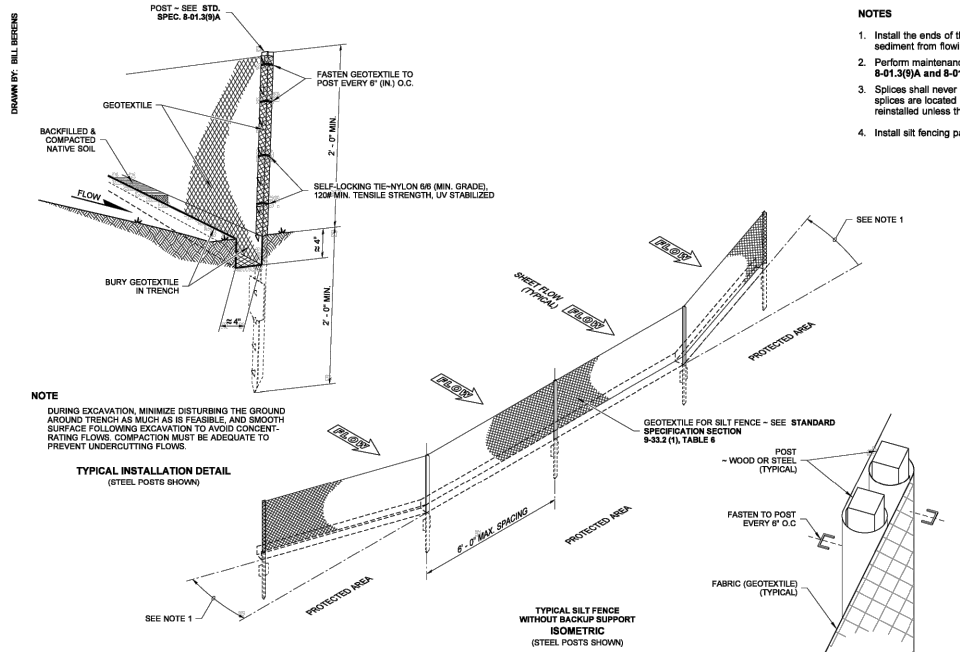 DRAWN BY: BILL BERENS
POST ~ SEE STD.
SPEC. 8-01.3(9)A
FASTEN GEOTEXTILE TO
POST EVERY 6" (IN.) O.C.
GEOTEXTILE
BACKFILLED &
COMPACTED
NATIVE SOIL
FLOW
2' - 0" MIN.
SELF-LOCKING TIE~NYLON 6/6 (MIN. GRADE),
120# MIN. TENSILE STRENGTH, UV STABILIZED
≈ 4"
BURY GEOTEXTILE
IN TRENCH
≈ 4"
2' - 0" MIN.
NOTE
DURING EXCAVATION, MINIMIZE DISTURBING THE GROUND
AROUND TRENCH AS MUCH AS IS FEASIBLE, AND SMOOTH
SURFACE FOLLOWING EXCAVATION TO AVOID CONCENT-
RATING FLOWS. COMPACTION MUST BE ADEQUATE TO
PREVENT UNDERCUTTING FLOWS.
TYPICAL INSTALLATION DETAIL
(STEEL POSTS SHOWN)
NOTES
1. Install the ends of
sediment from
2. Perform
8-01.3(9)A and
3. Splices shall never
splices are located
reinstalled unless
4. Install silt fencing
SEE NOTE 1
FLOW
SHEET FLOW
(TYPICAL)
FLOW
PROTECTED AREA
FLOW
FLOW
GEOTEXTILE FOR SILT FENCE ~ SEE STANDARD
SPECIFICATION SECTION
9-33.2 (1), TABLE 6
6' - 0" MAX. SPACING
PROTECTED AREA
PROTECTED AREA
SEE NOTE 1
TYPICAL SILT FENCE
WITHOUT BACKUP SUPPORT
ISOMETRIC
(STEEL POSTS SHOWN)
POST
~ WOOD OR STEEL
(TYPICAL)
FASTEN TO POST
EVERY 6" O.C
FABRIC (GEOTEXTILE)
(TYPICAL)